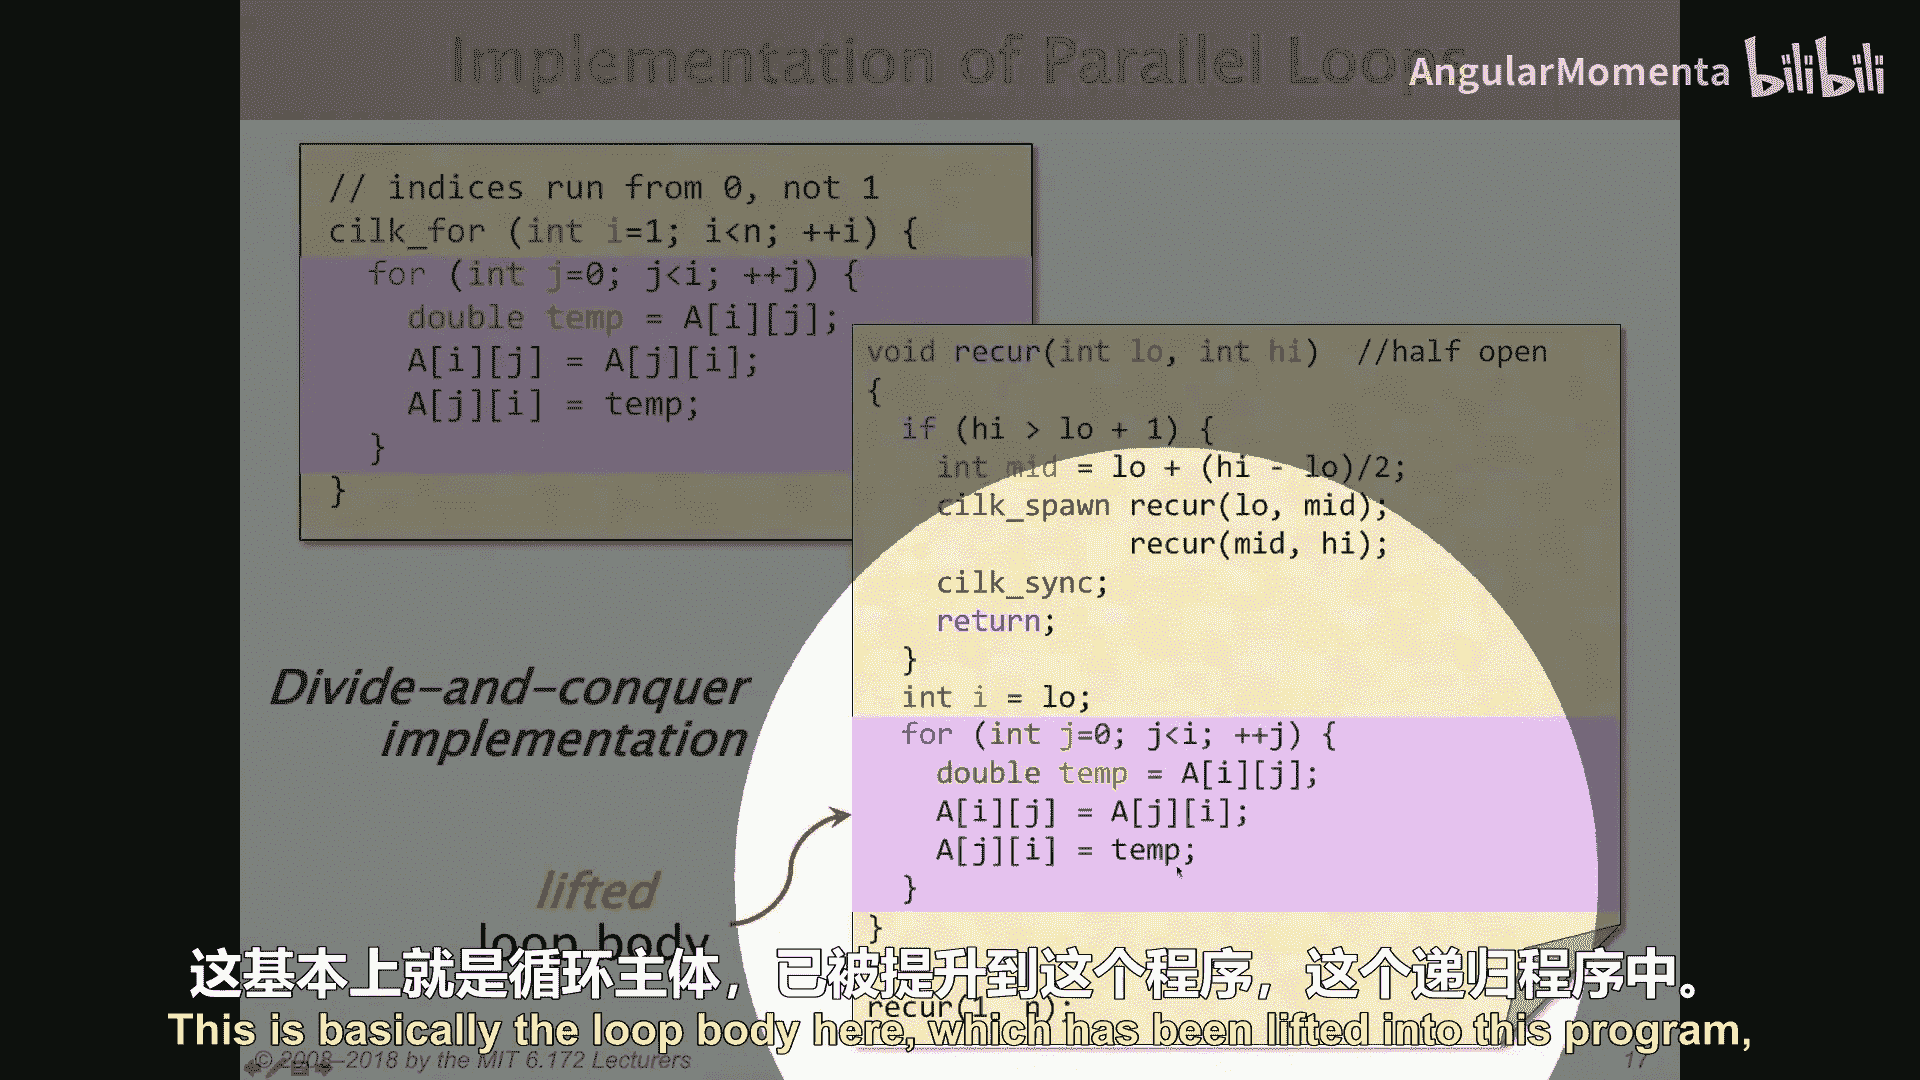 Implementation of Parallel Loops
AngularMomenta bilibili
// indices run from 0, not 1
cilk_for (int i=1; i<n; ++i) {
for (int j=0; j<i; ++j) {
double temp = A[i][j];
A[i][j] = A[j][i];
A[j][i] = temp;
}
}
void recur(int lo, int hi) //half open
{
if (hi > lo + 1) {
int mid = lo + (hi - lo)/2;
cilk_spawn recur(lo, mid);
recur(mid, hi);
cilk_sync;
return;
}
int i = lo;
for (int j=0; j<i; ++j) {
double temp = A[i][j];
A[i][j] = A[j][i];
A[j][i] = temp;
}
}
recur(1, n);
Divide-and-conquer
implementation
lifted
loop body
这基本上就是循环主体，已被提升到这个程序，这个递归程序中。
This is basically the loop body here, which has been lifted into this program,
© 2008–2018 by the MIT 6.172 Lecturers
17